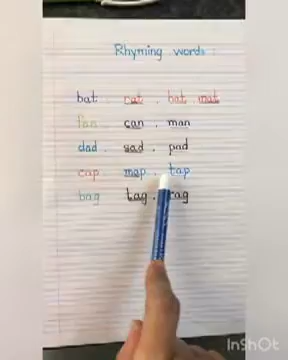 Rhyming words :
bat . cat . bat mat
Fan . can . man
dad . sad . pad
cap . map . tap
bag . tag . rag
InShOt